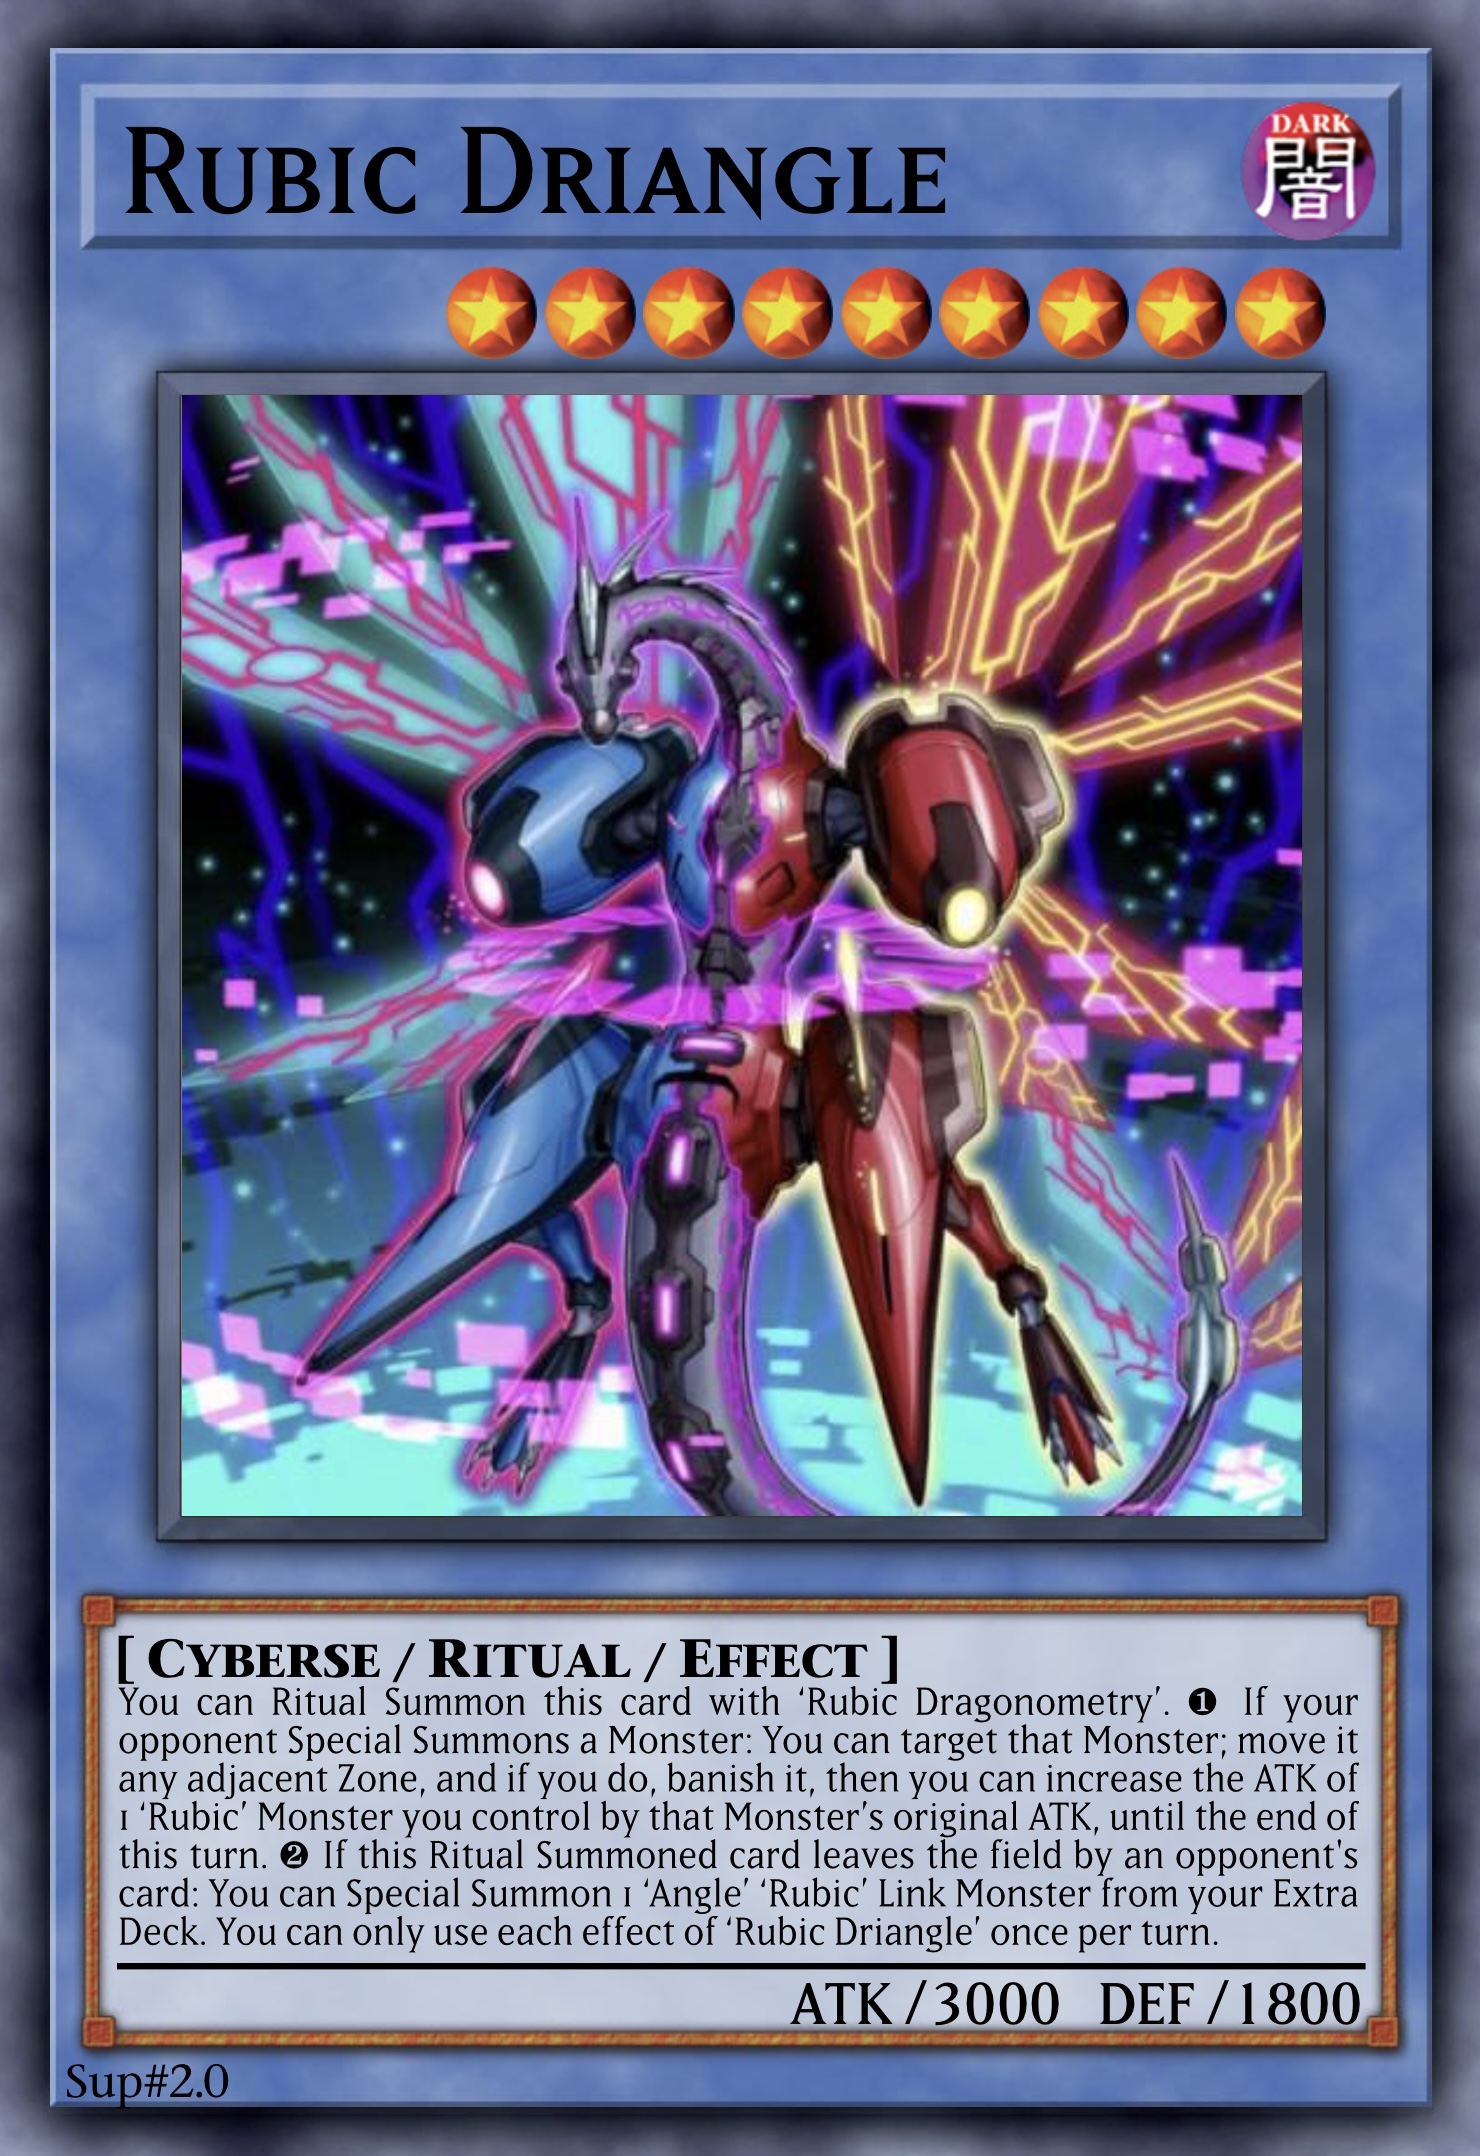 Rubic Driangle
DARK
闇
[ Cyberse / Ritual / Effect ]
You can Ritual Summon this card with ‘Rubic Dragonometry’. ❶ If your
opponent Special Summons a Monster: You can target that Monster; move it
any adjacent Zone, and if you do, banish it, then you can increase the ATK of
1 ‘Rubic’ Monster you control by that Monster’s original ATK, until the end of
this turn. ❷ If this Ritual Summoned card leaves the field by an opponent's
card: You can Special Summon 1 ‘Angle’ ‘Rubic’ Link Monster from your Extra
Deck. You can only use each effect of ‘Rubic Driangle’ once per turn.
ATK / 3000 DEF / 1800
Sup#2.0